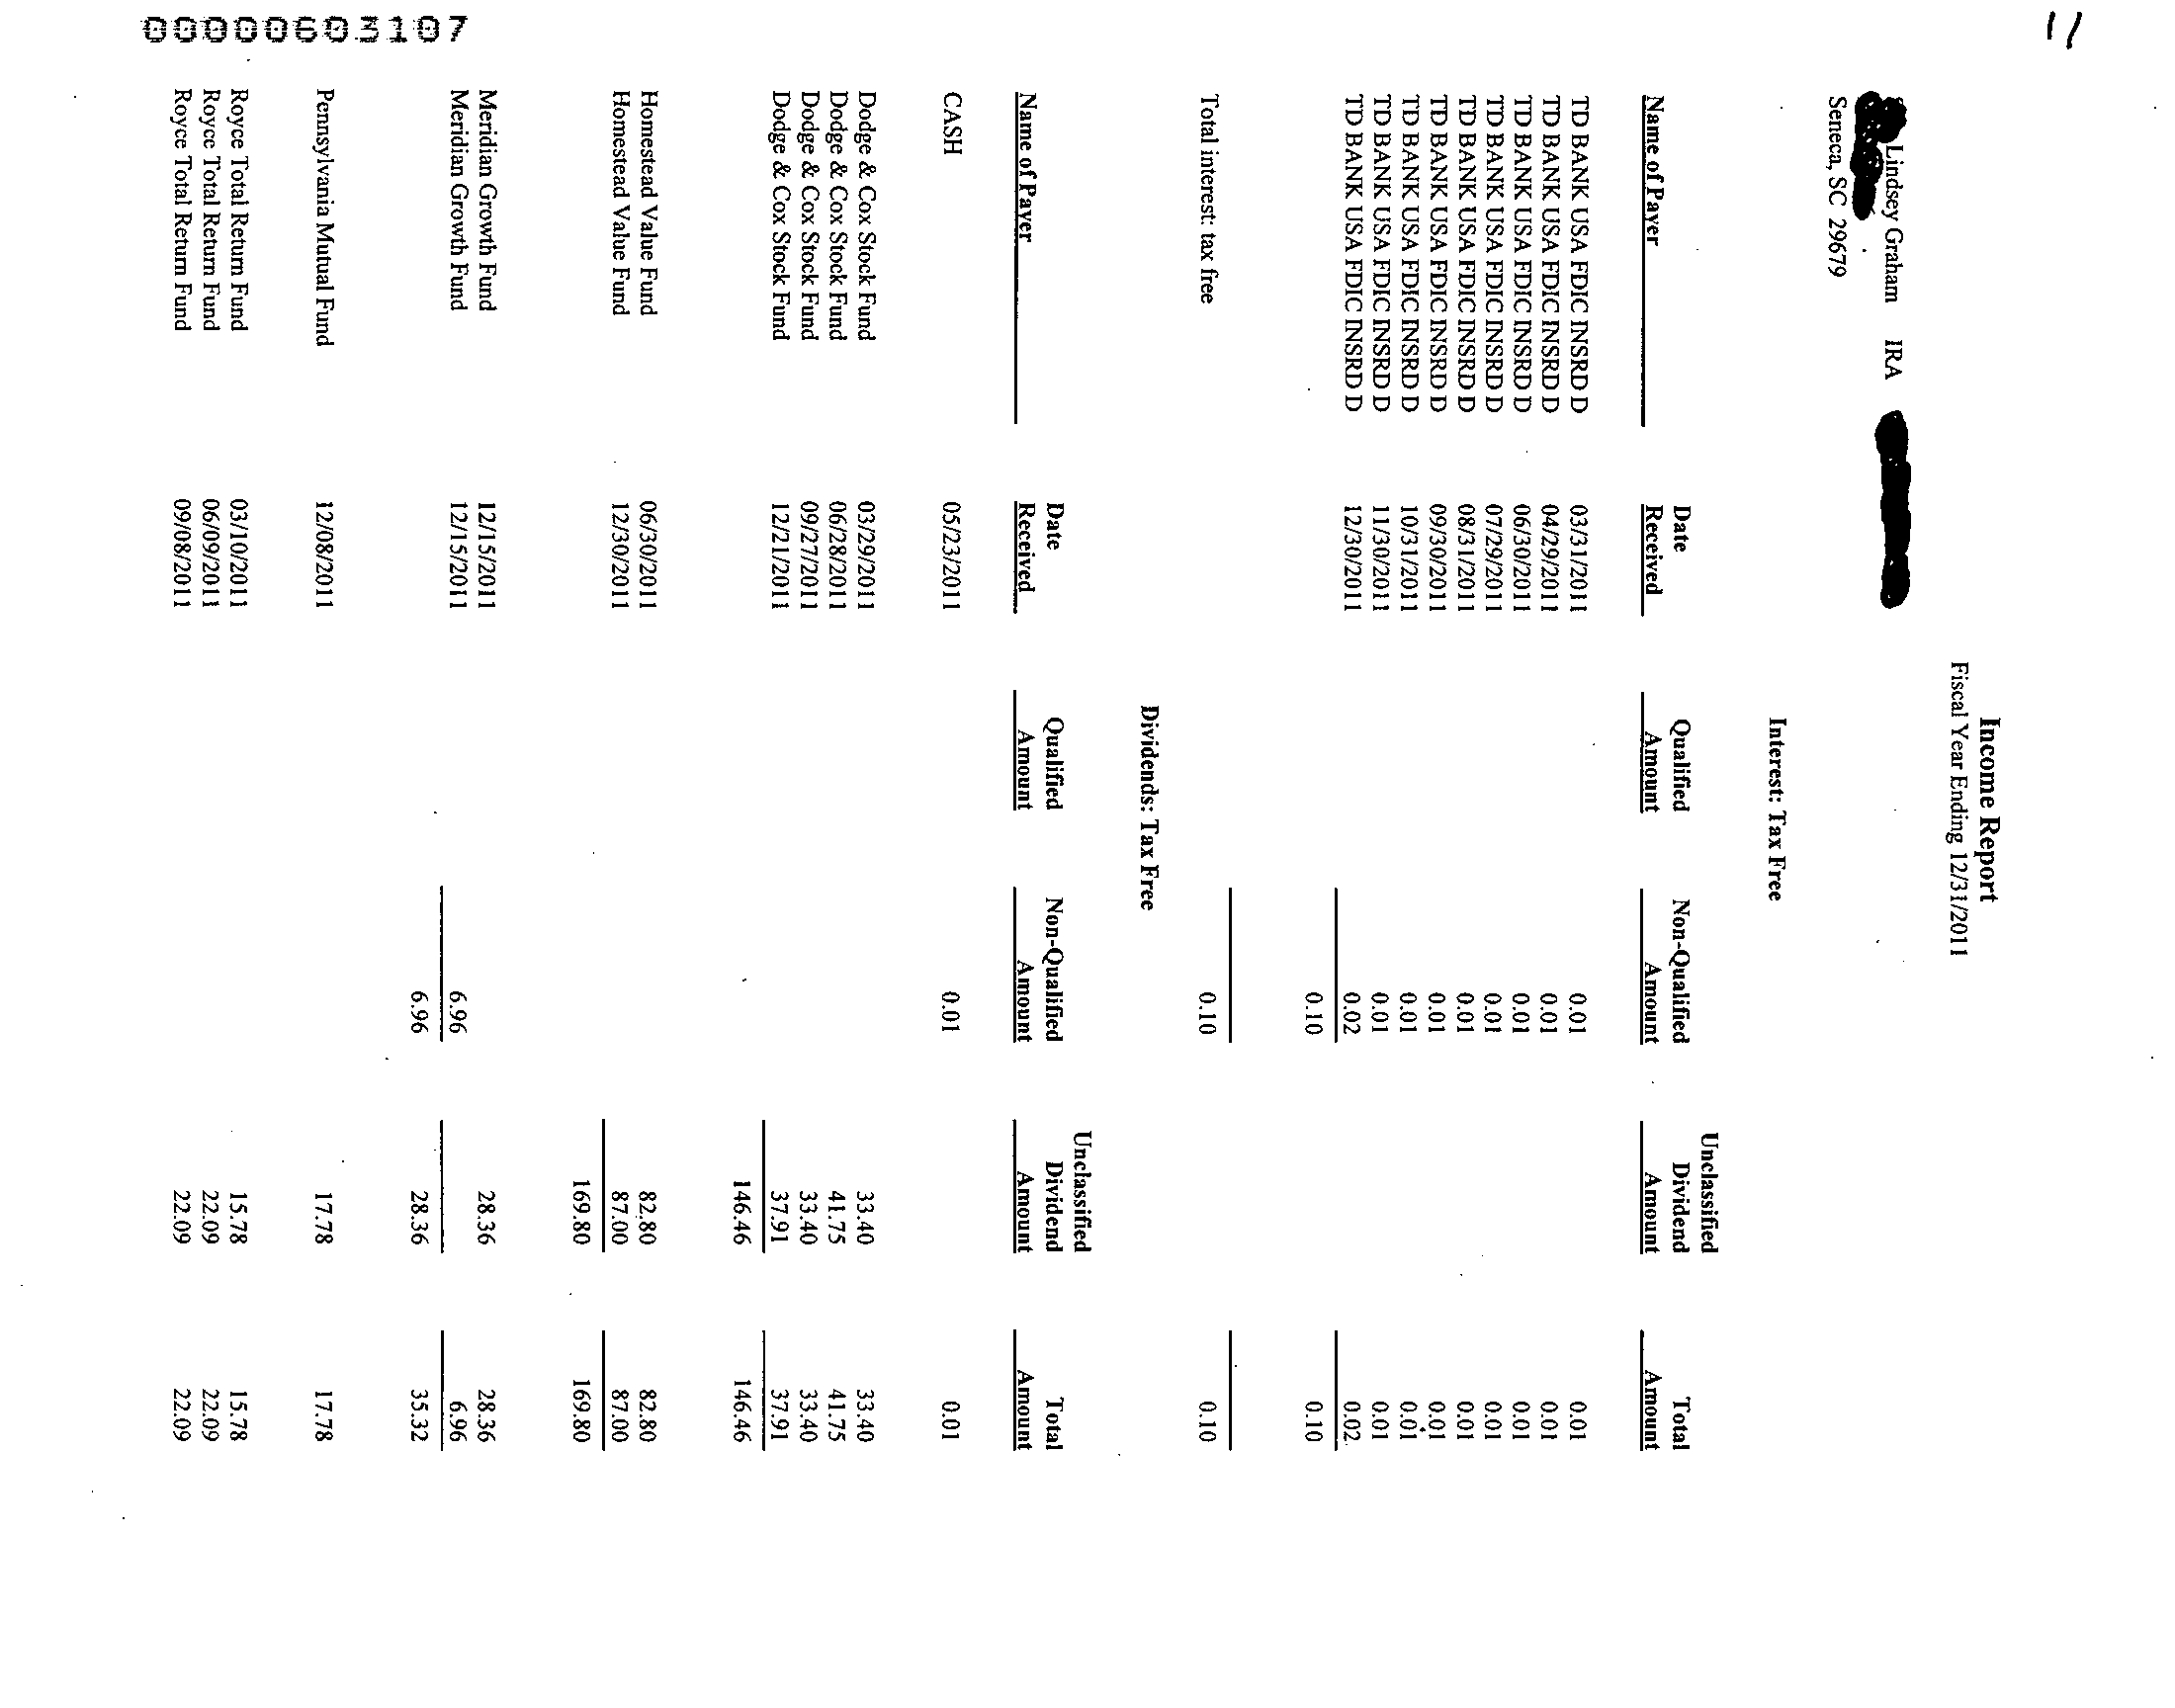 11
Income Report
Fiscal Year Ending 12/31/2011
Lindsey Graham IRA
Seneca, SC 29679
Interest: Tax Free
Unclassified
Date Qualified Non-Qualified Dividend Total
Name of Payer Received Amount Amount Amount Amount
TD BANK USA FDIC INSRD D 03/31/2011 0.01 0.01
TD BANK USA FDIC INSRD D 04/29/2011 0.01 0.01
TD BANK USA FDIC INSRD D 06/30/2011 0.01 0.01
TD BANK USA FDIC INSRD D 07/29/2011 0.01 0.01
TD BANK USA FDIC INSRD D 08/31/2011 0.01 0.01
TD BANK USA FDIC INSRD D 09/30/2011 0.01 0.01
TD BANK USA FDIC INSRD D 10/31/2011 0.01 0.01
TD BANK USA FDIC INSRD D 11/30/2011 0.01 0.01
TD BANK USA FDIC INSRD D 12/30/2011 0.02 0.02
0.10 0.10
Total interest: tax free 0.10 0.10
Dividends: Tax Free
Unclassified
Date Qualified Non-Qualified Dividend Total
Name of Payer Received Amount Amount Amount Amount
CASH 05/23/2011 0.01 0.01
Dodge & Cox Stock Fund 03/29/2011 33.40 33.40
Dodge & Cox Stock Fund 06/28/2011 41.75 41.75
Dodge & Cox Stock Fund 09/27/2011 33.40 33.40
Dodge & Cox Stock Fund 12/21/2011 37.91 37.91
146.46 146.46
Homestead Value Fund 06/30/2011 82.80 82.80
Homestead Value Fund 12/30/2011 87.00 87.00
169.80 169.80
Meridian Growth Fund 12/15/2011 28.36 28.36
Meridian Growth Fund 12/15/2011 6.96 6.96
6.96 28.36 35.32
Pennsylvania Mutual Fund 12/08/2011 17.78 17.78
Royce Total Return Fund 03/10/2011 15.78 15.78
Royce Total Return Fund 06/09/2011 22.09 22.09
Royce Total Return Fund 09/08/2011 22.09 22.09
00000603107